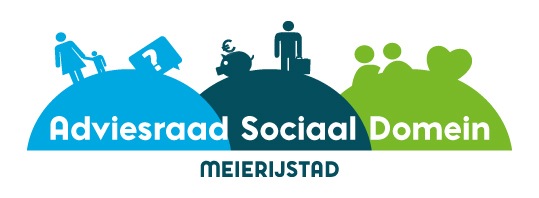 ?
€
Adviesraad Sociaal Domein
MEIERIJSTAD